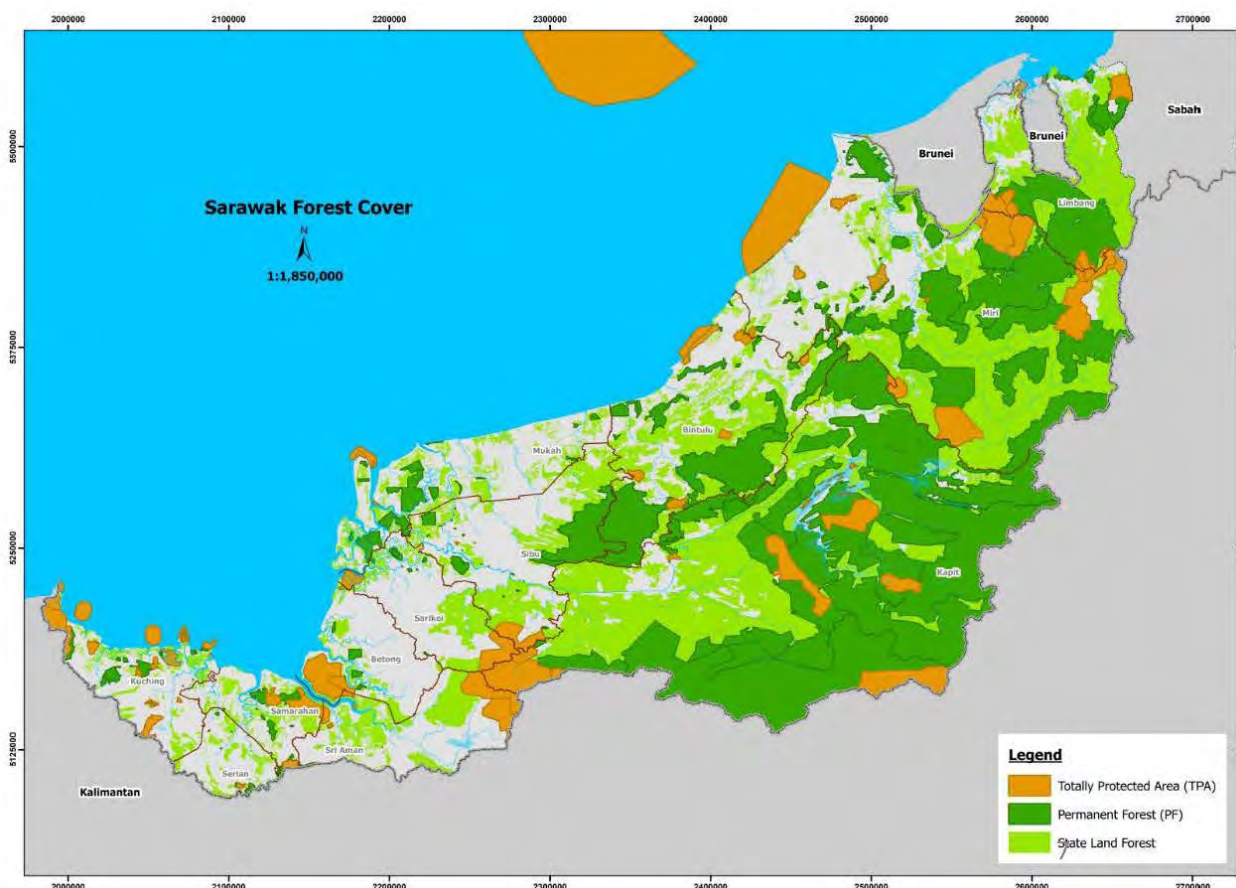 2000000 2100000 2200000 2300000 2400000 2500000 2600000 2700000
Sabah
Brunei
Brunei
5500000
Sarawak Forest Cover
N
1:1,850,000
Limbang
Miri
5375000
Bintulu
Mukah
5250000
Sibu
Kapit
Sarikei
Betong
Kuching
Samarahan
Sri Aman
5125000
Serian
Kalimantan
Legend
Totally Protected Area (TPA)
Permanent Forest (PF)
State Land Forest
2000000 2100000 2200000 2300000 2400000 2500000 2600000 2700000